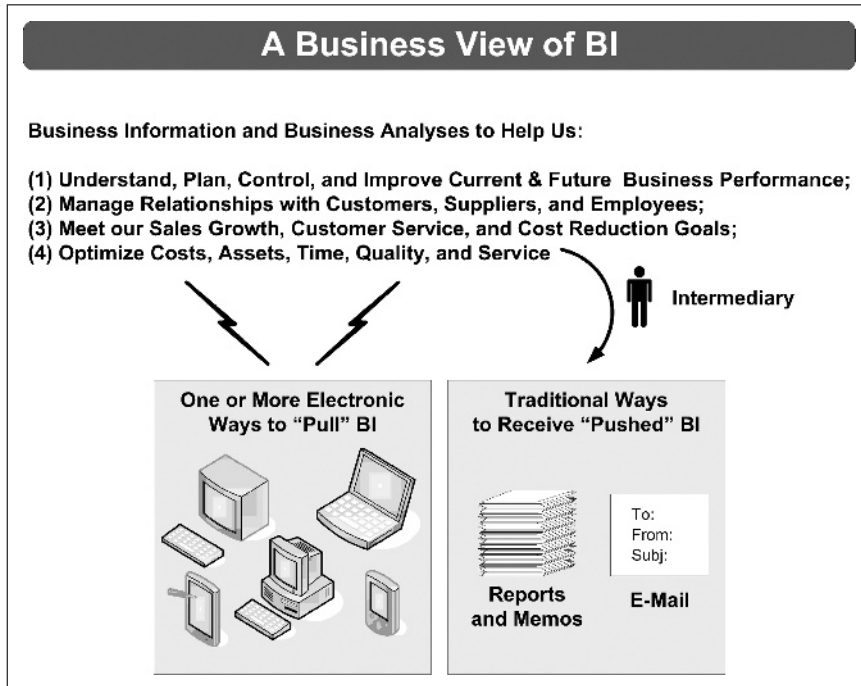 A Business View of BI
Business Information and Business Analyses to Help Us:
(1) Understand, Plan, Control, and Improve Current & Future Business Performance;
(2) Manage Relationships with Customers, Suppliers, and Employees;
(3) Meet our Sales Growth, Customer Service, and Cost Reduction Goals;
(4) Optimize Costs, Assets, Time, Quality, and Service
Intermediary
One or More Electronic
Ways to “Pull” BI
Traditional Ways
to Receive “Pushed” BI
To:
From:
Subj:
Reports
and Memos
E-Mail